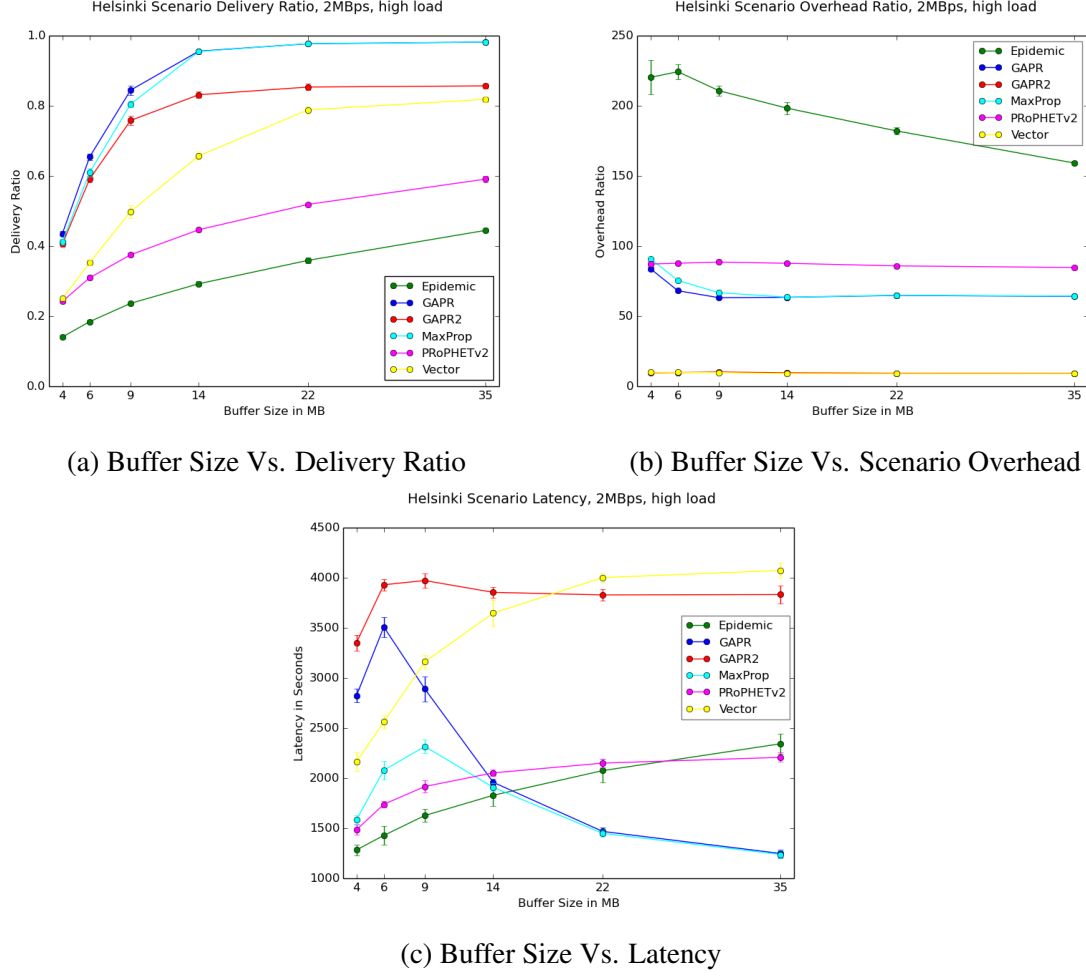 Helsinki Scenario Delivery Ratio, 2MBps, high load
1.0
0.8
0.6
0.4
0.2
0.0
Delivery Ratio
4 6 9 14 22 35
Buffer Size in MB
Epidemic
GAPR
GAPR2
MaxProp
PRoPHETv2
Vector
(a) Buffer Size Vs. Delivery Ratio
Helsinki Scenario Overhead Ratio, 2MBps, high load
250
200
150
100
50
0
Overhead Ratio
4 6 9 14 22 35
Buffer Size in MB
Epidemic
GAPR
GAPR2
MaxProp
PRoPHETv2
Vector
(b) Buffer Size Vs. Scenario Overhead
Helsinki Scenario Latency, 2MBps, high load
4500
4000
3500
3000
2500
2000
1500
1000
Latency in Seconds
4 6 9 14 22 35
Buffer Size in MB
Epidemic
GAPR
GAPR2
MaxProp
PRoPHETv2
Vector
(c) Buffer Size Vs. Latency